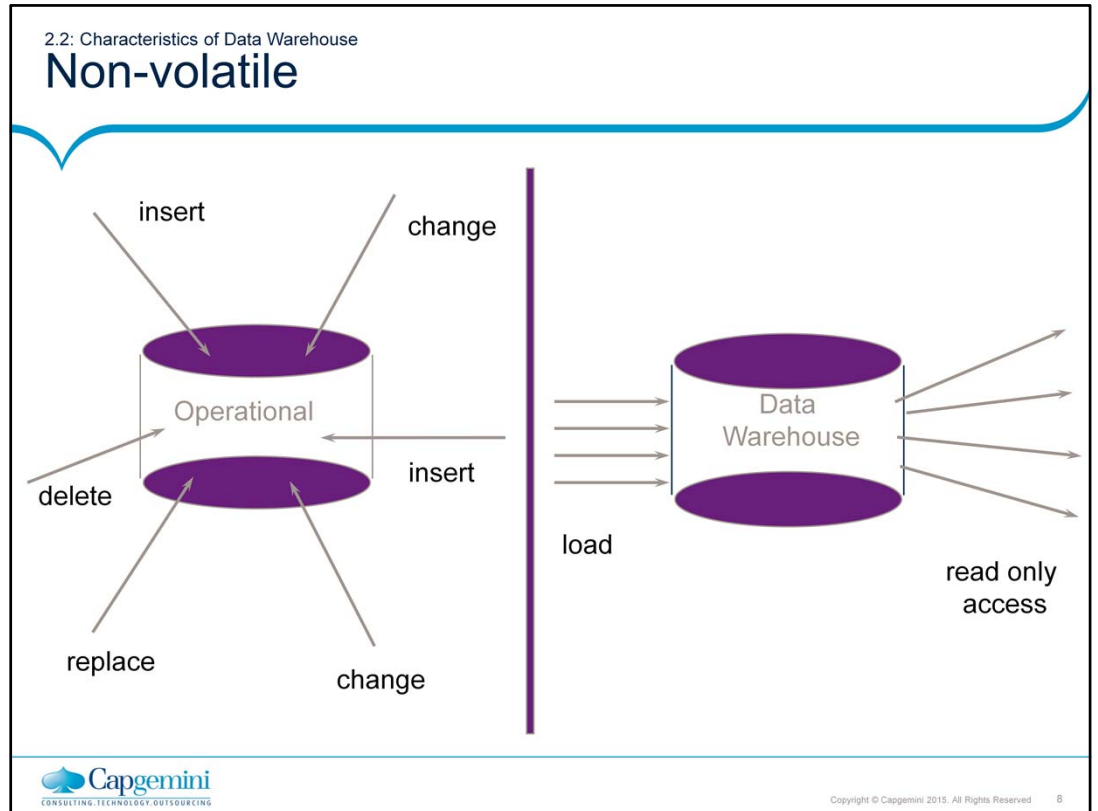 2.2: Characteristics of Data Warehouse
Non-volatile
insert
change
Operational
delete
insert
replace
change
Data
Warehouse
load
read only
access
Capgemini
CONSULTING.TECHNOLOGY.OUTSOURCING
Copyright © Capgemini 2015. All Rights Reserved 8